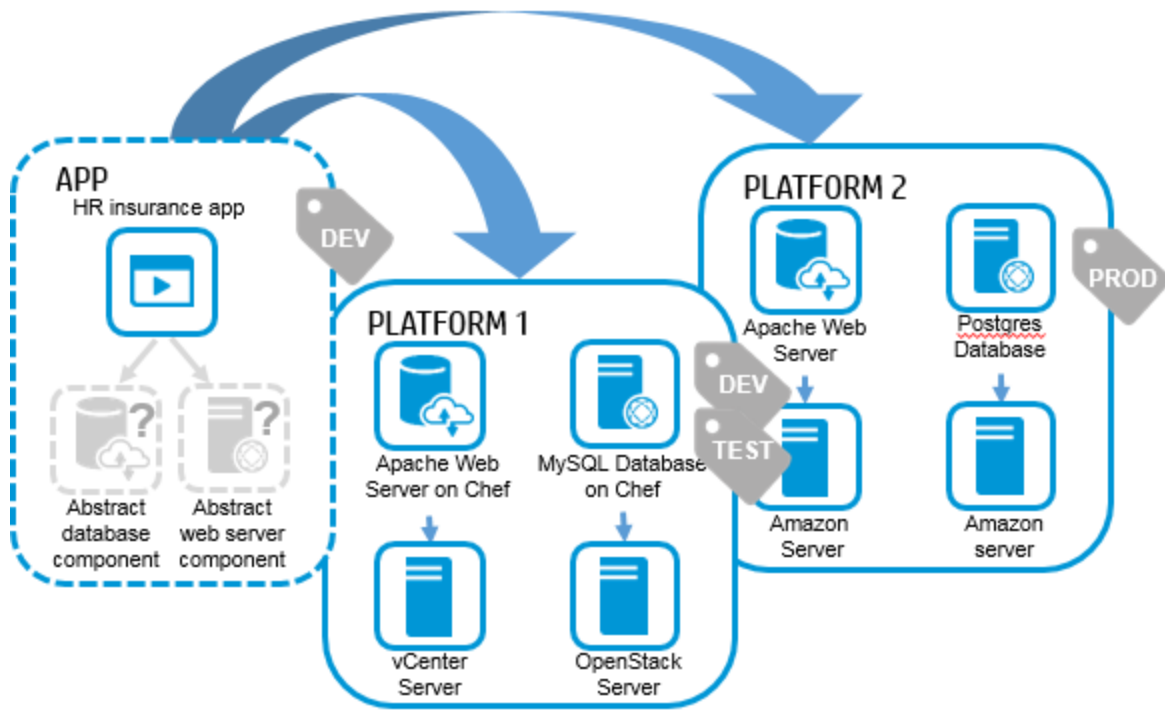 APP
HR insurance app
DEV
?
?
Abstract
database
component
Abstract
web server
component
PLATFORM 1
Apache Web
Server on Chef
MySQL Database
on Chef
DEV
TEST
vCenter
Server
OpenStack
Server
PLATFORM 2
Apache Web
Server
Postgres
Database
PROD
Amazon
Server
Amazon
server